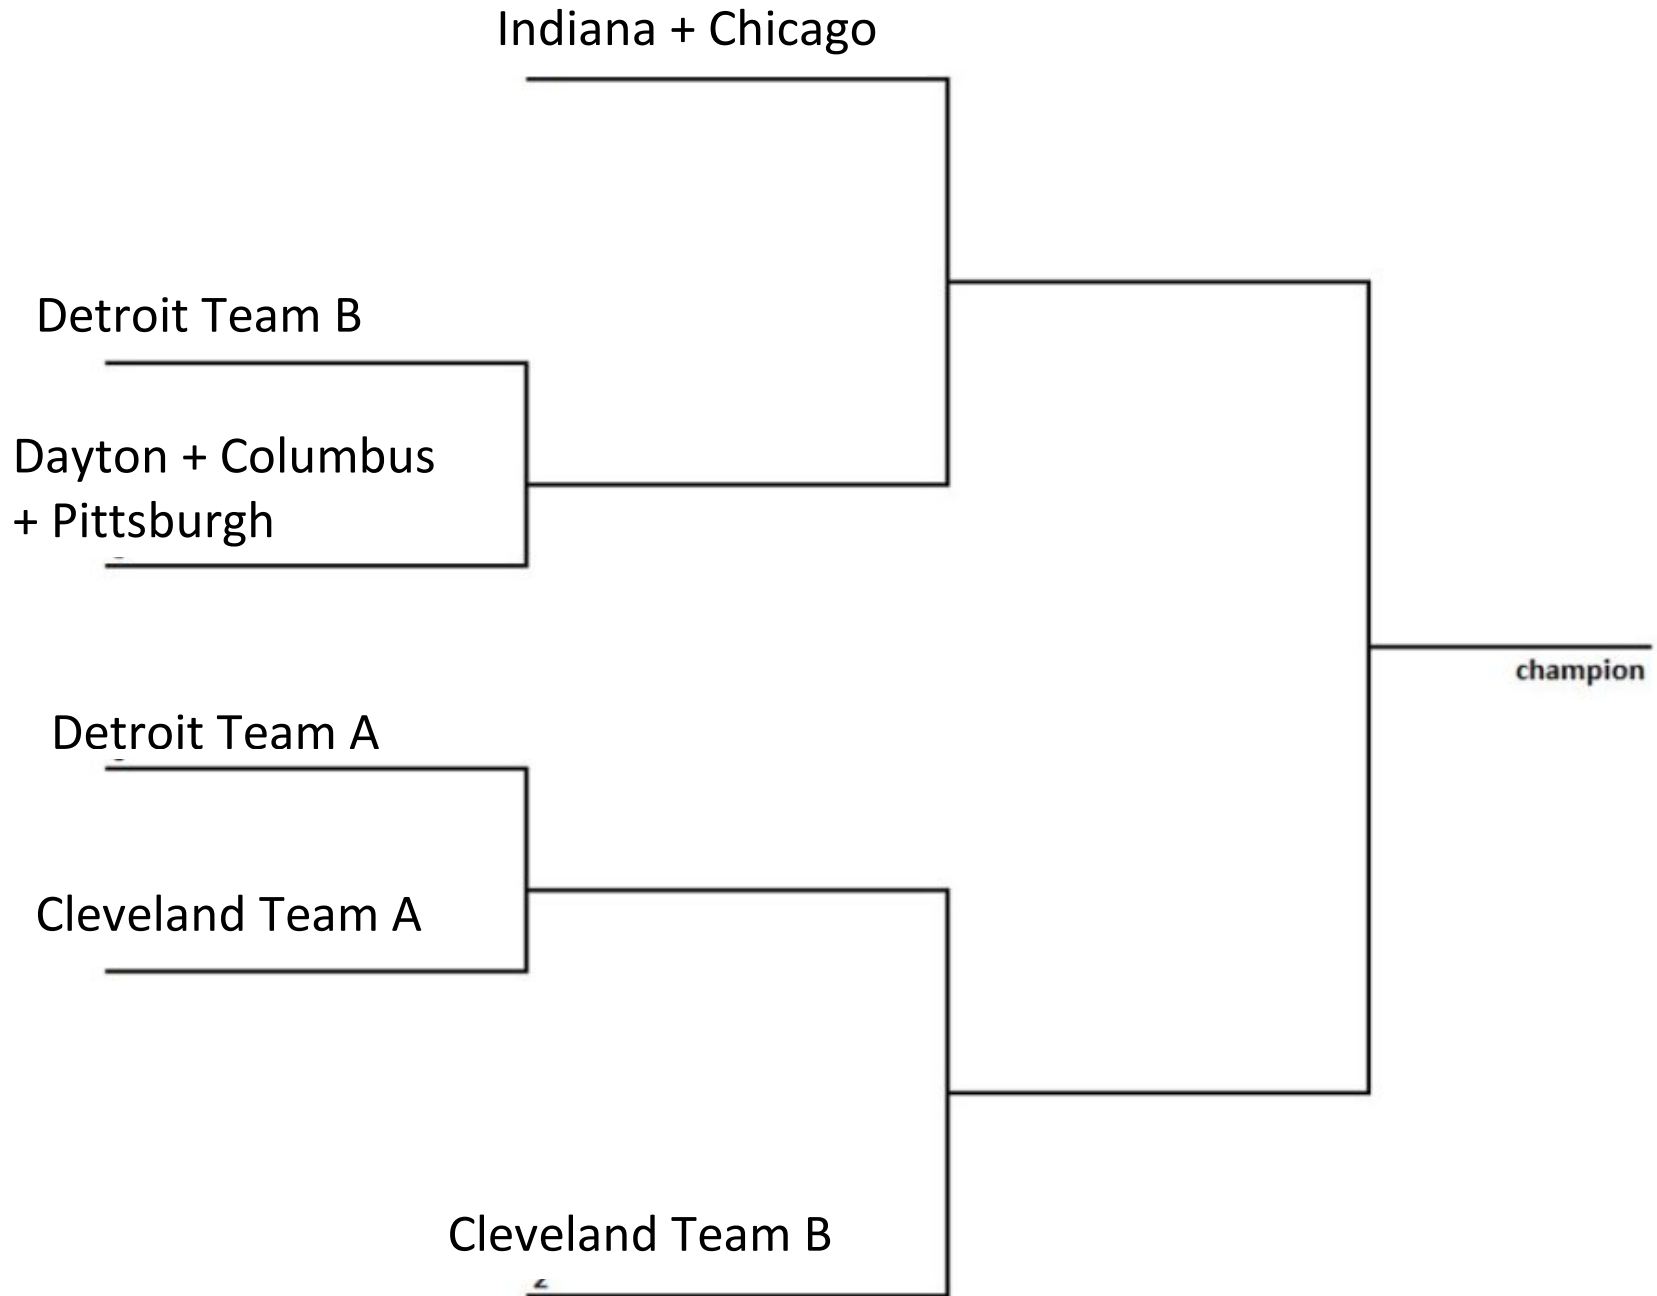 Indiana + Chicago
Detroit Team B
Dayton + Columbus
+ Pittsburgh
champion
Detroit Team A
Cleveland Team A
Cleveland Team B